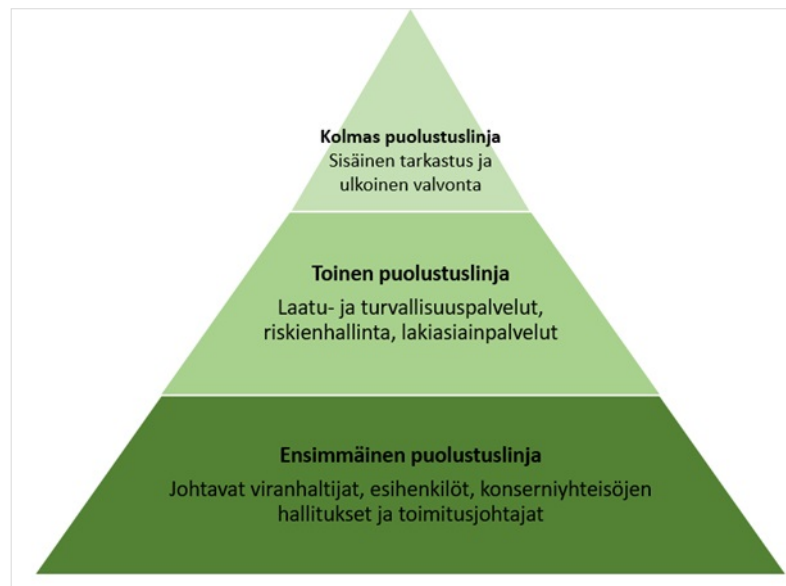 Kolmas puolustuslinja
Sisäinen tarkastus ja
ulkoinen valvonta
Toinen puolustuslinja
Laatu- ja turvallisuuspalvelut,
riskienhallinta, lakiasiainpalvelut
Ensimmäinen puolustuslinja
Johtavat viranhaltijat, esihenkilöt, konserniyhteisöjen
hallitukset ja toimitusjohtajat